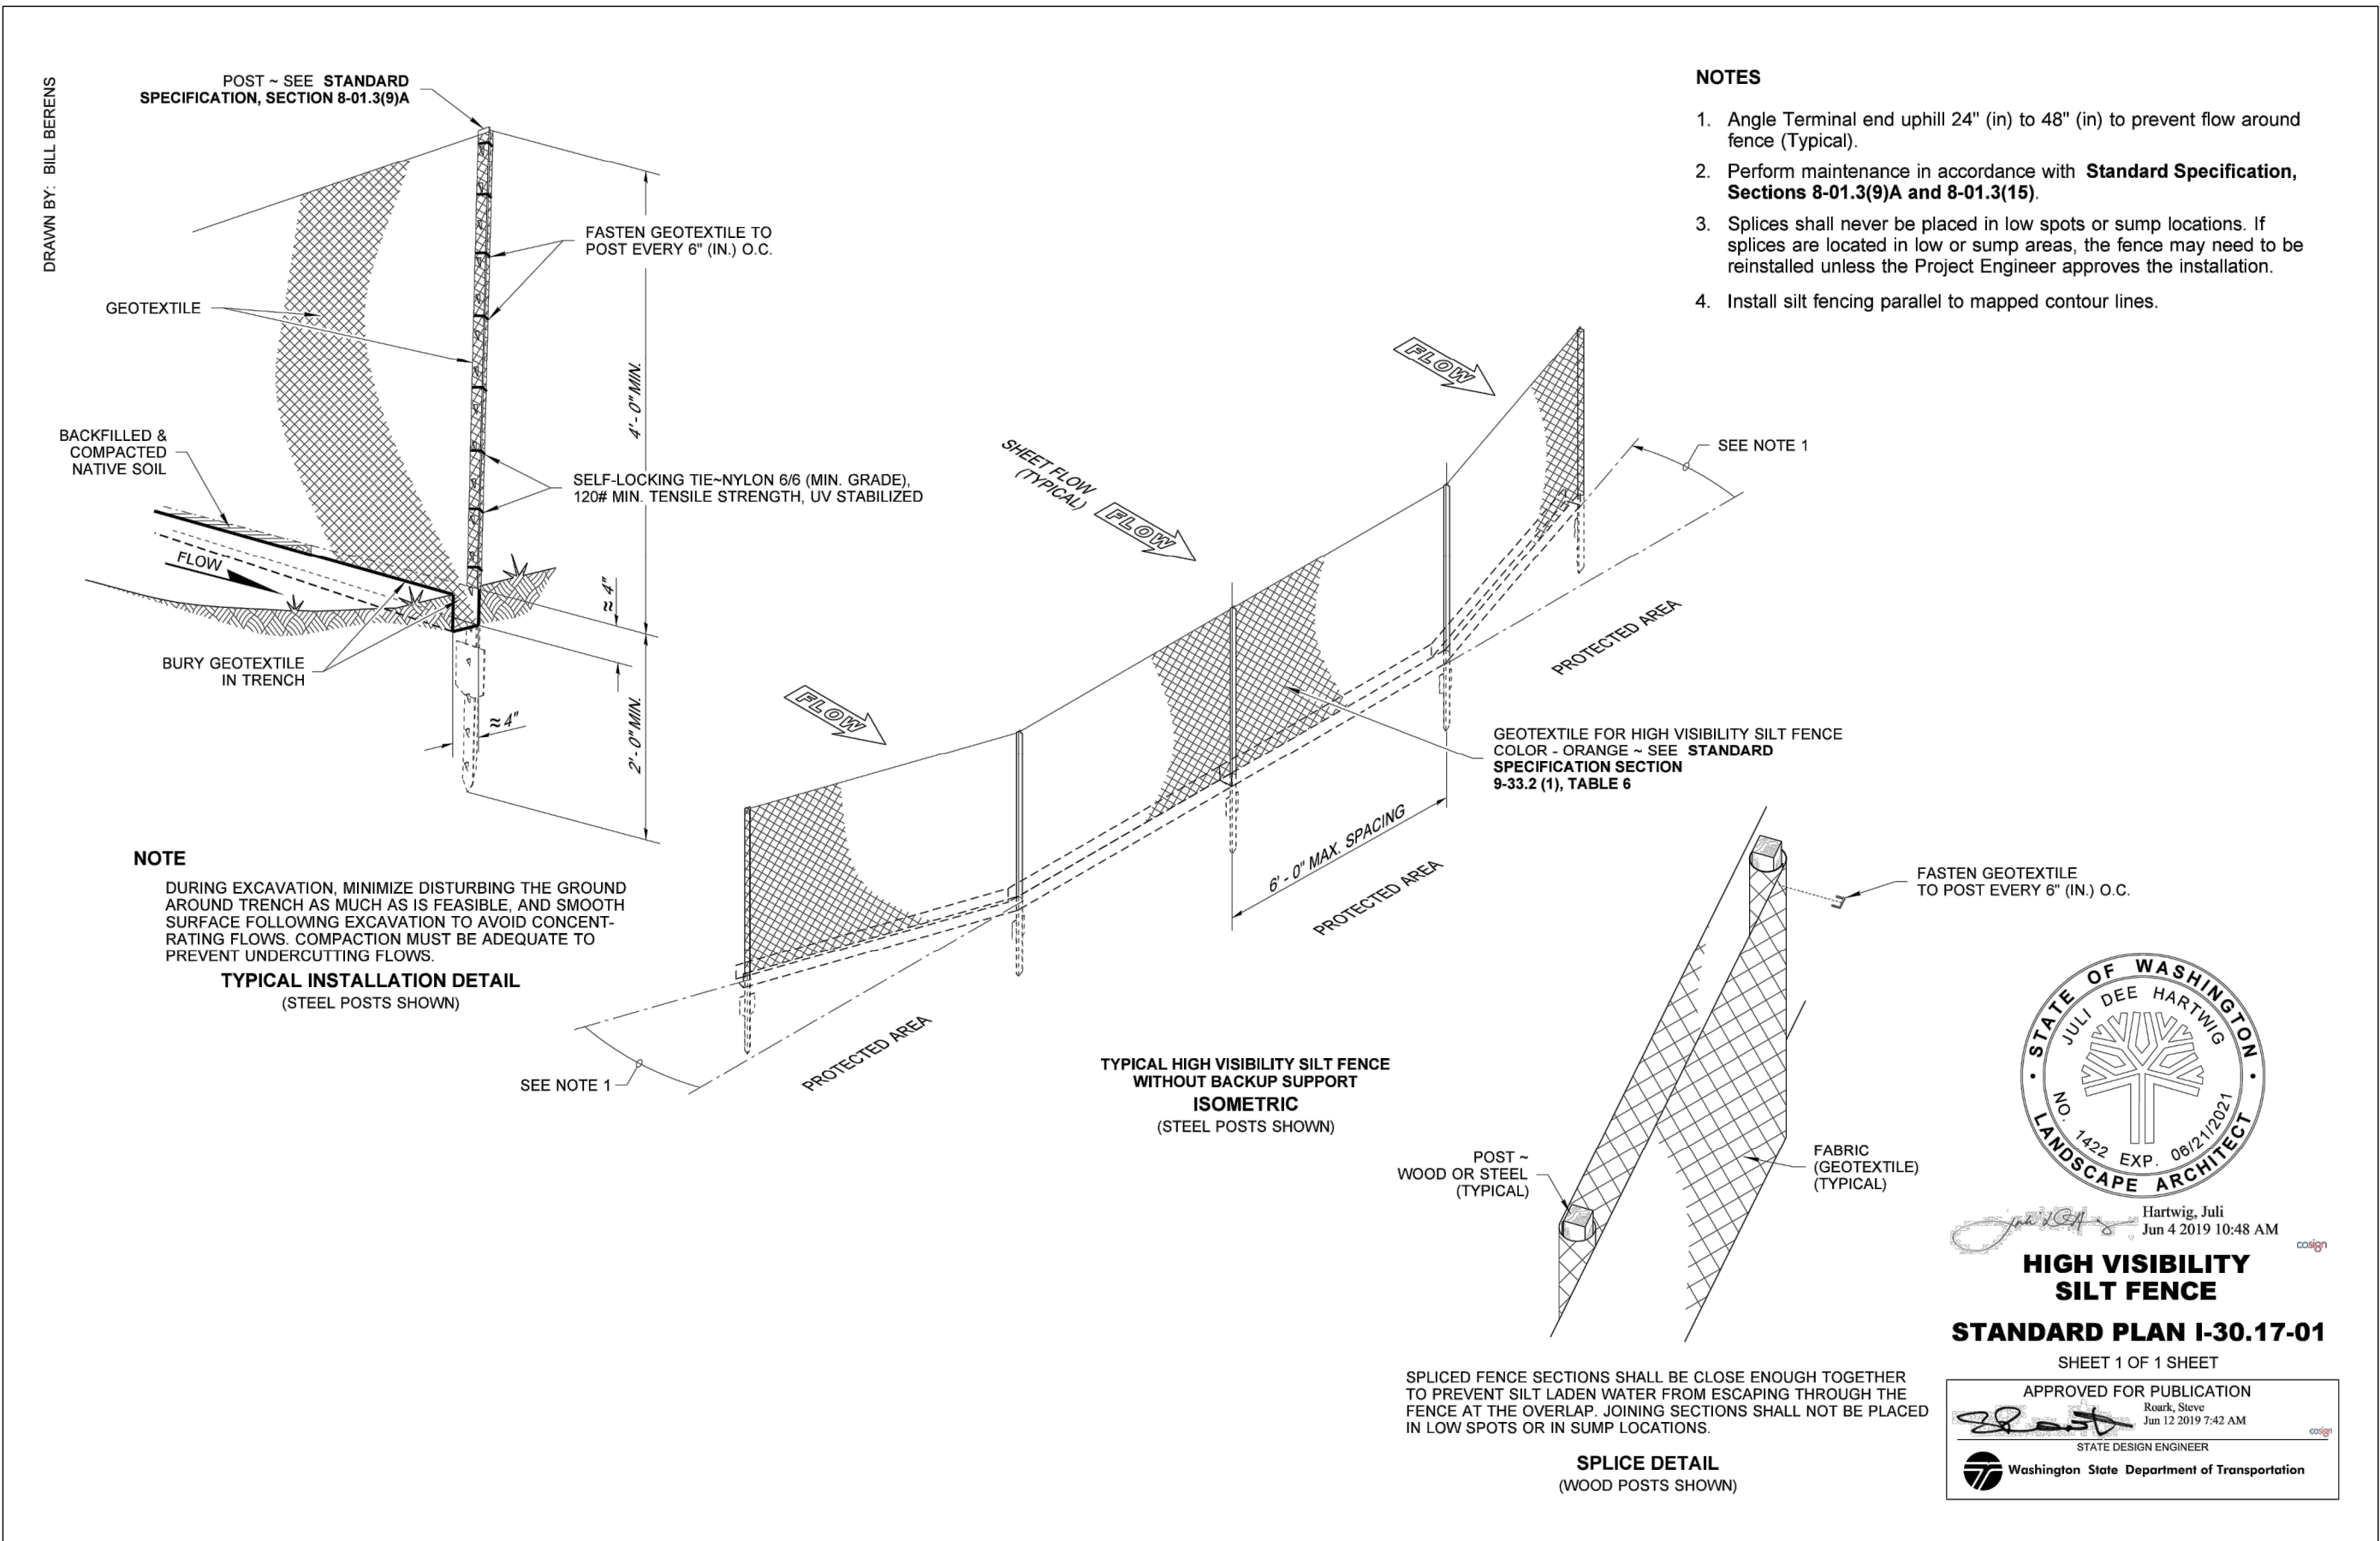 DRAWN BY: BILL BERENS
POST ~ SEE STANDARD
SPECIFICATION, SECTION 8-01.3(9)A
FASTEN GEOTEXTILE TO
POST EVERY 6" (IN.) O.C.
GEOTEXTILE
4' - 0" MIN.
BACKFILLED &
COMPACTED
NATIVE SOIL
SELF-LOCKING TIE~NYLON 6/6 (MIN. GRADE),
120# MIN. TENSILE STRENGTH, UV STABILIZED
FLOW
≈ 4"
BURY GEOTEXTILE
IN TRENCH
≈ 4"
2' - 0" MIN.
NOTE
DURING EXCAVATION, MINIMIZE DISTURBING THE GROUND
AROUND TRENCH AS MUCH AS IS FEASIBLE, AND SMOOTH
SURFACE FOLLOWING EXCAVATION TO AVOID CONCENT-
RATING FLOWS. COMPACTION MUST BE ADEQUATE TO
PREVENT UNDERCUTTING FLOWS.
TYPICAL INSTALLATION DETAIL
(STEEL POSTS SHOWN)
NOTES
1. Angle Terminal end uphill 24" (in) to 48" (in) to prevent flow around
fence (Typical).
2. Perform maintenance in accordance with Standard Specification,
Sections 8-01.3(9)A and 8-01.3(15).
3. Splices shall never be placed in low spots or sump locations. If
splices are located in low or sump areas, the fence may need to be
reinstalled unless the Project Engineer approves the installation.
4. Install silt fencing parallel to mapped contour lines.
FLOW
SEE NOTE 1
SHEET FLOW
(TYPICAL)
FLOW
PROTECTED AREA
FLOW
GEOTEXTILE FOR HIGH VISIBILITY SILT FENCE
COLOR - ORANGE ~ SEE STANDARD
SPECIFICATION SECTION
9-33.2 (1), TABLE 6
6' - 0" MAX. SPACING
PROTECTED AREA
PROTECTED AREA
SEE NOTE 1
TYPICAL HIGH VISIBILITY SILT FENCE
WITHOUT BACKUP SUPPORT
ISOMETRIC
(STEEL POSTS SHOWN)
FASTEN GEOTEXTILE
TO POST EVERY 6" (IN.) O.C.
POST ~
WOOD OR STEEL
(TYPICAL)
FABRIC
(GEOTEXTILE)
(TYPICAL)
SPLICED FENCE SECTIONS SHALL BE CLOSE ENOUGH TOGETHER
TO PREVENT SILT LADEN WATER FROM ESCAPING THROUGH THE
FENCE AT THE OVERLAP. JOINING SECTIONS SHALL NOT BE PLACED
IN LOW SPOTS OR IN SUMP LOCATIONS.
SPLICE DETAIL
(WOOD POSTS SHOWN)
STATE OF WASHINGTON
JULI DEE HARTWIG
NO. 1422 EXP. 06/21/2021
LANDSCAPE ARCHITECT
Hartwig, Juli
Jun 4 2019 10:48 AM
cosign
HIGH VISIBILITY
SILT FENCE
STANDARD PLAN I-30.17-01
SHEET 1 OF 1 SHEET
APPROVED FOR PUBLICATION
Roark, Steve
Jun 12 2019 7:42 AM
cosign
STATE DESIGN ENGINEER
Washington State Department of Transportation